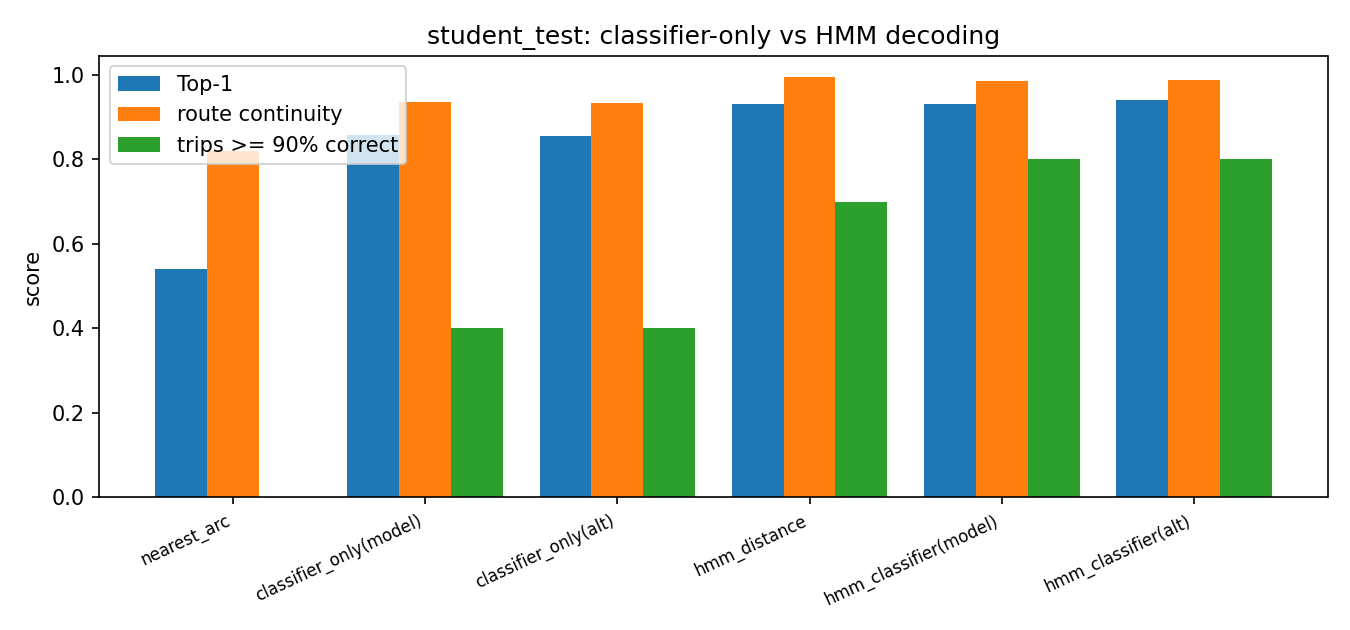 student_test: classifier-only vs HMM decoding
Top-1
route continuity
trips >= 90% correct
score
1.0
0.8
0.6
0.4
0.2
0.0
nearest_arc
classifier_only(model)
classifier_only(alt)
hmm_distance
hmm_classifier(model)
hmm_classifier(alt)